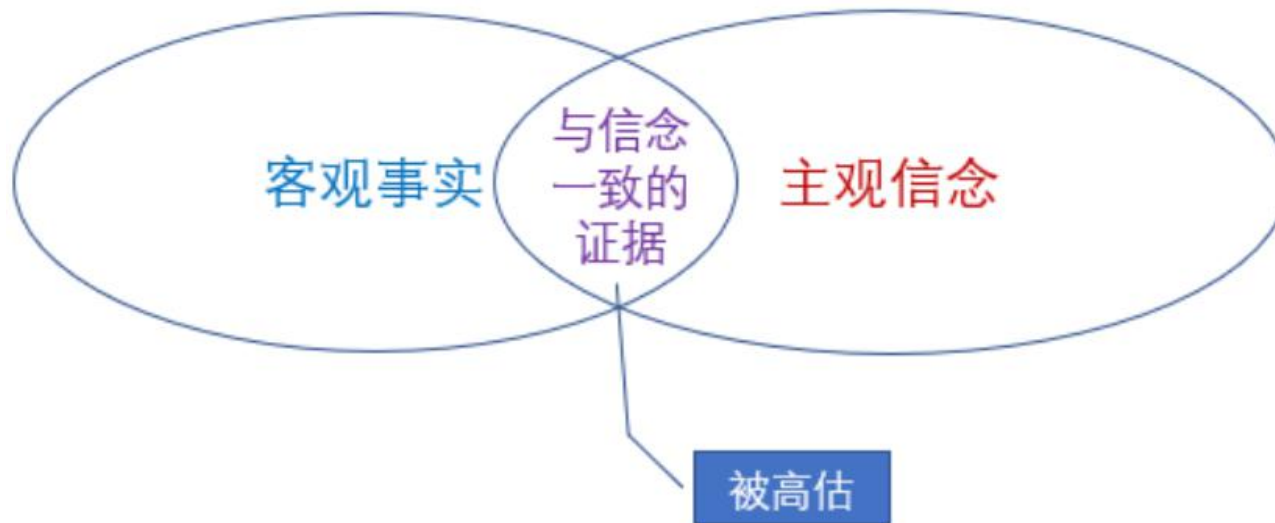 客观事实
与信念
一致的
证据
主观信念
被高估